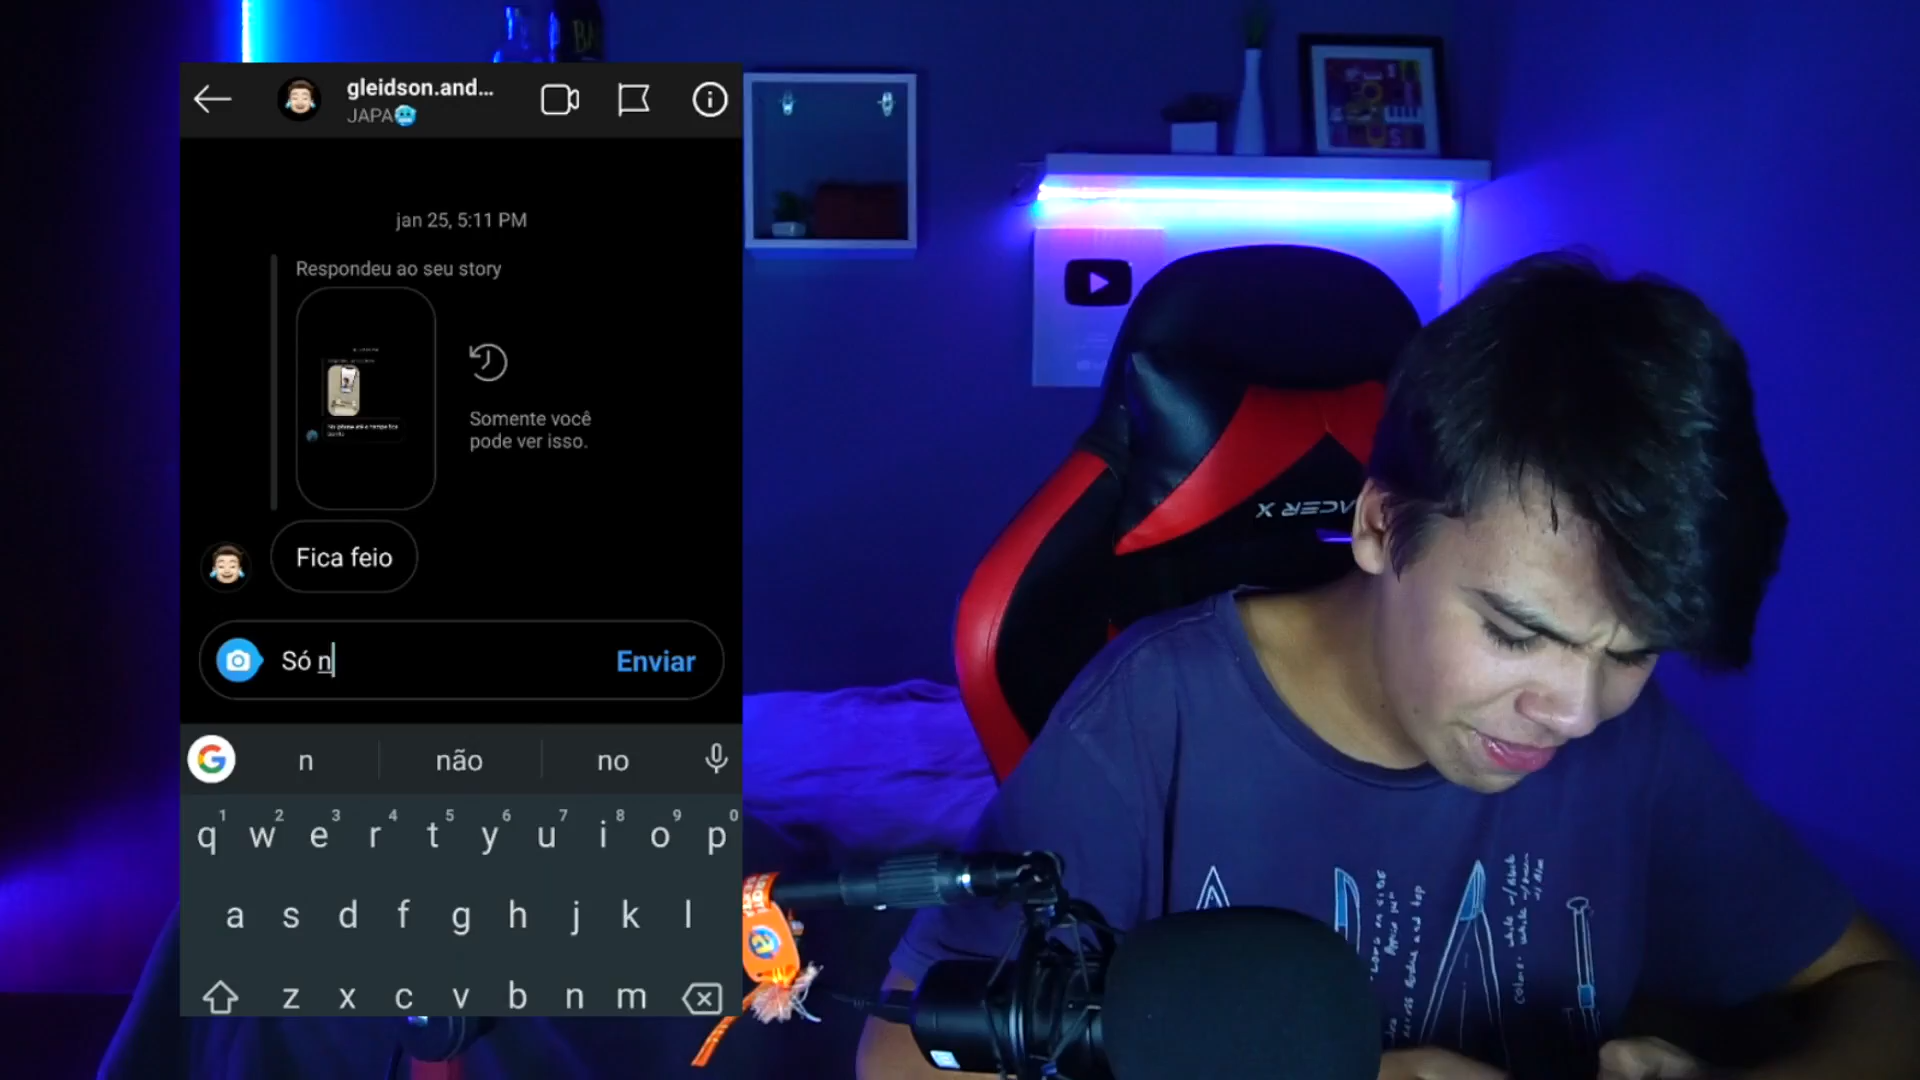 gleidson.and...
JAPA🥶
jan 25, 5:11 PM
Respondeu ao seu story
Somente você
pode ver isso.
Fica feio
Só n
Enviar
n não no
1 2 3 4 5 6 7 8 9 0
q w e r t y u i o p
a s d f g h j k l
z x c v b n m
ACER X